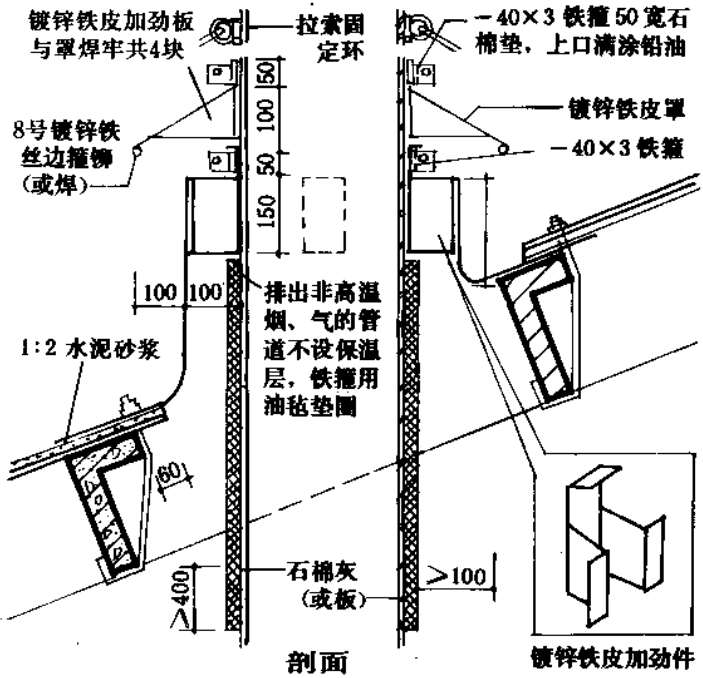 镀锌铁皮加劲板
与罩焊牢共4块
拉索固
定环
－40×3 铁箍 50 宽石
棉垫，上口满涂铅油
8号镀锌铁
丝边箍铆
(或焊)
50
100
50
150
镀锌铁皮罩
－40×3 铁箍
100 100
排出非高温
烟、气的管
道不设保温
层，铁箍用
油毡垫圈
1:2 水泥砂浆
60
石棉灰
(或板)
>400
>100
剖面
镀锌铁皮加劲件